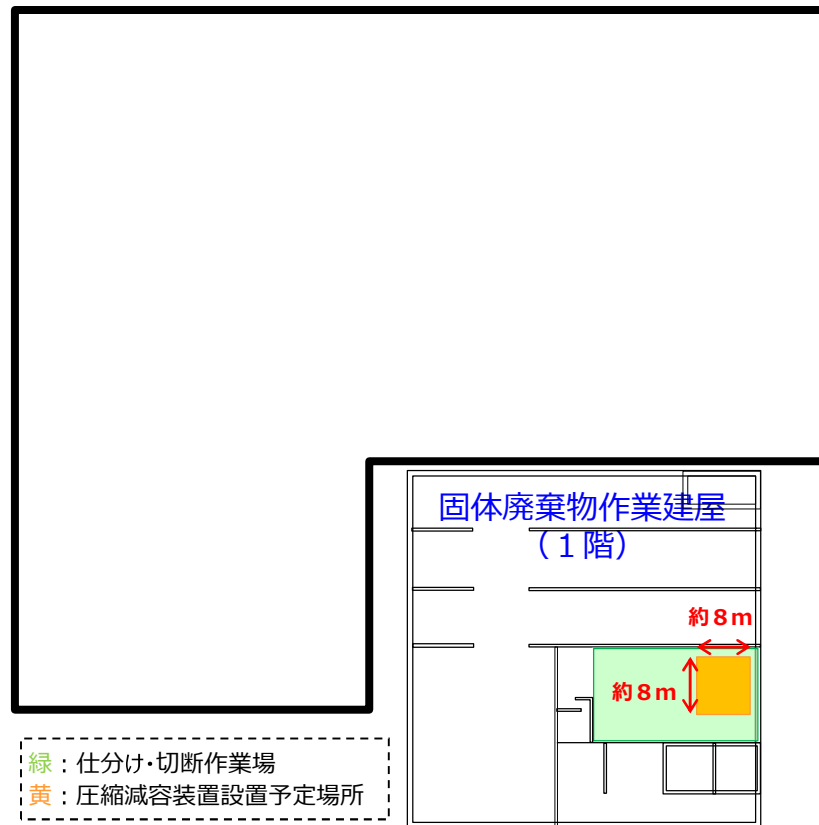 固体廃棄物作業建屋
（１階）
約８ｍ
約８ｍ
緑：仕分け・切断作業場
黄：圧縮減容装置設置予定場所